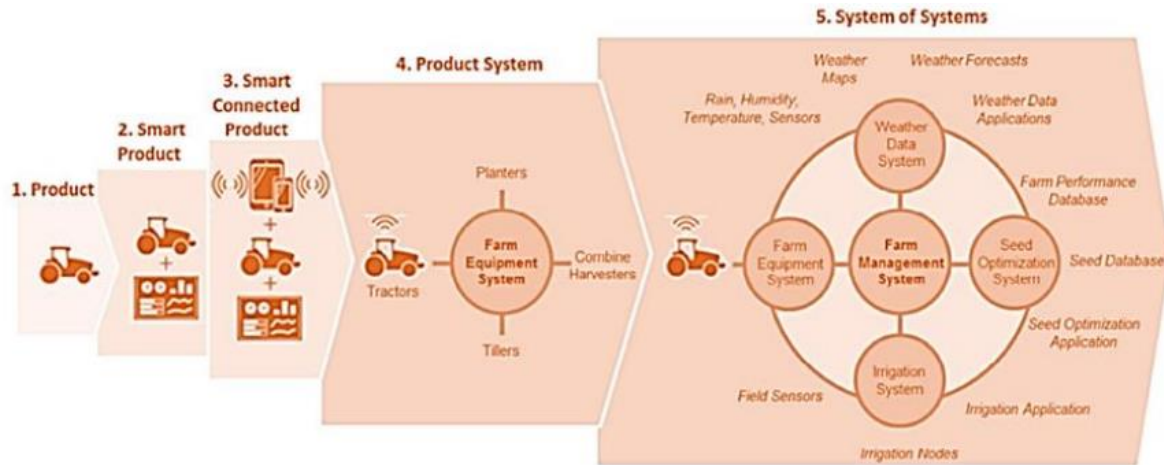 1. Product
2. Smart
Product
3. Smart
Connected
Product
4. Product System
Planters
Farm
Equipment
System
Tractors
Combine
Harvesters
Tillers
5. System of Systems
Weather
Maps
Weather Forecasts
Rain, Humidity,
Temperature, Sensors
Weather Data
Applications
Weather
Data
System
Farm Performance
Database
Farm
Equipment
System
Farm
Management
System
Seed
Optimization
System
Seed Database
Seed Optimization
Application
Irrigation
System
Field Sensors
Irrigation Application
Irrigation Nodes